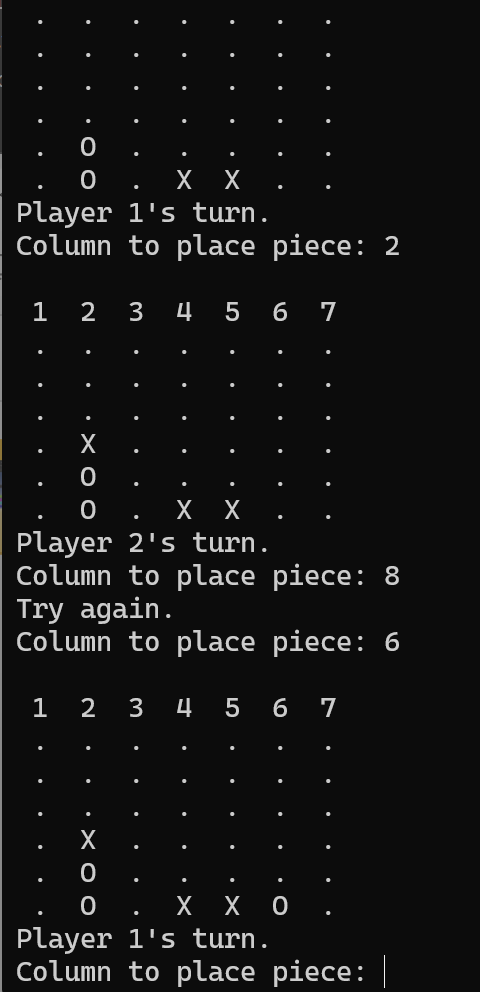 . . . . . . .
. . . . . . .
. . . . . . .
. . . . . . .
. O . . . . .
. O . X X . .
Player 1's turn.
Column to place piece: 2
1 2 3 4 5 6 7
. . . . . . .
. . . . . . .
. . . . . . .
. X . . . . .
. O . . . . .
. O . X X . .
Player 2's turn.
Column to place piece: 8
Try again.
Column to place piece: 6
1 2 3 4 5 6 7
. . . . . . .
. . . . . . .
. . . . . . .
. X . . . . .
. O . . . . .
. O . X X O .
Player 1's turn.
Column to place piece: